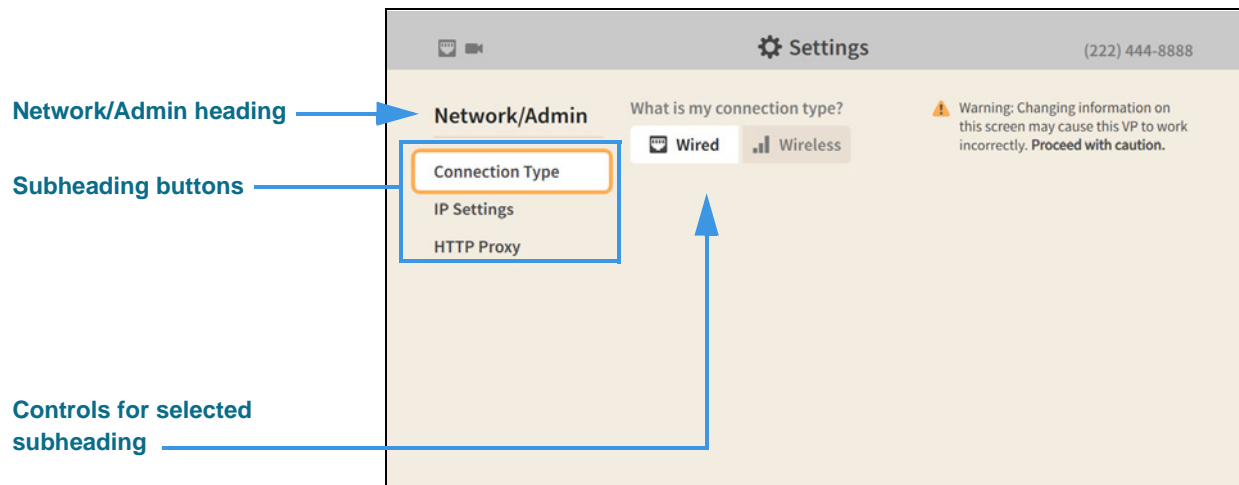 Settings
(222) 444-8888
Network/Admin heading
Network/Admin
What is my connection type?
Warning: Changing information on
this screen may cause this VP to work
incorrectly. Proceed with caution.
Wired
Wireless
Subheading buttons
Connection Type
IP Settings
HTTP Proxy
Controls for selected
subheading